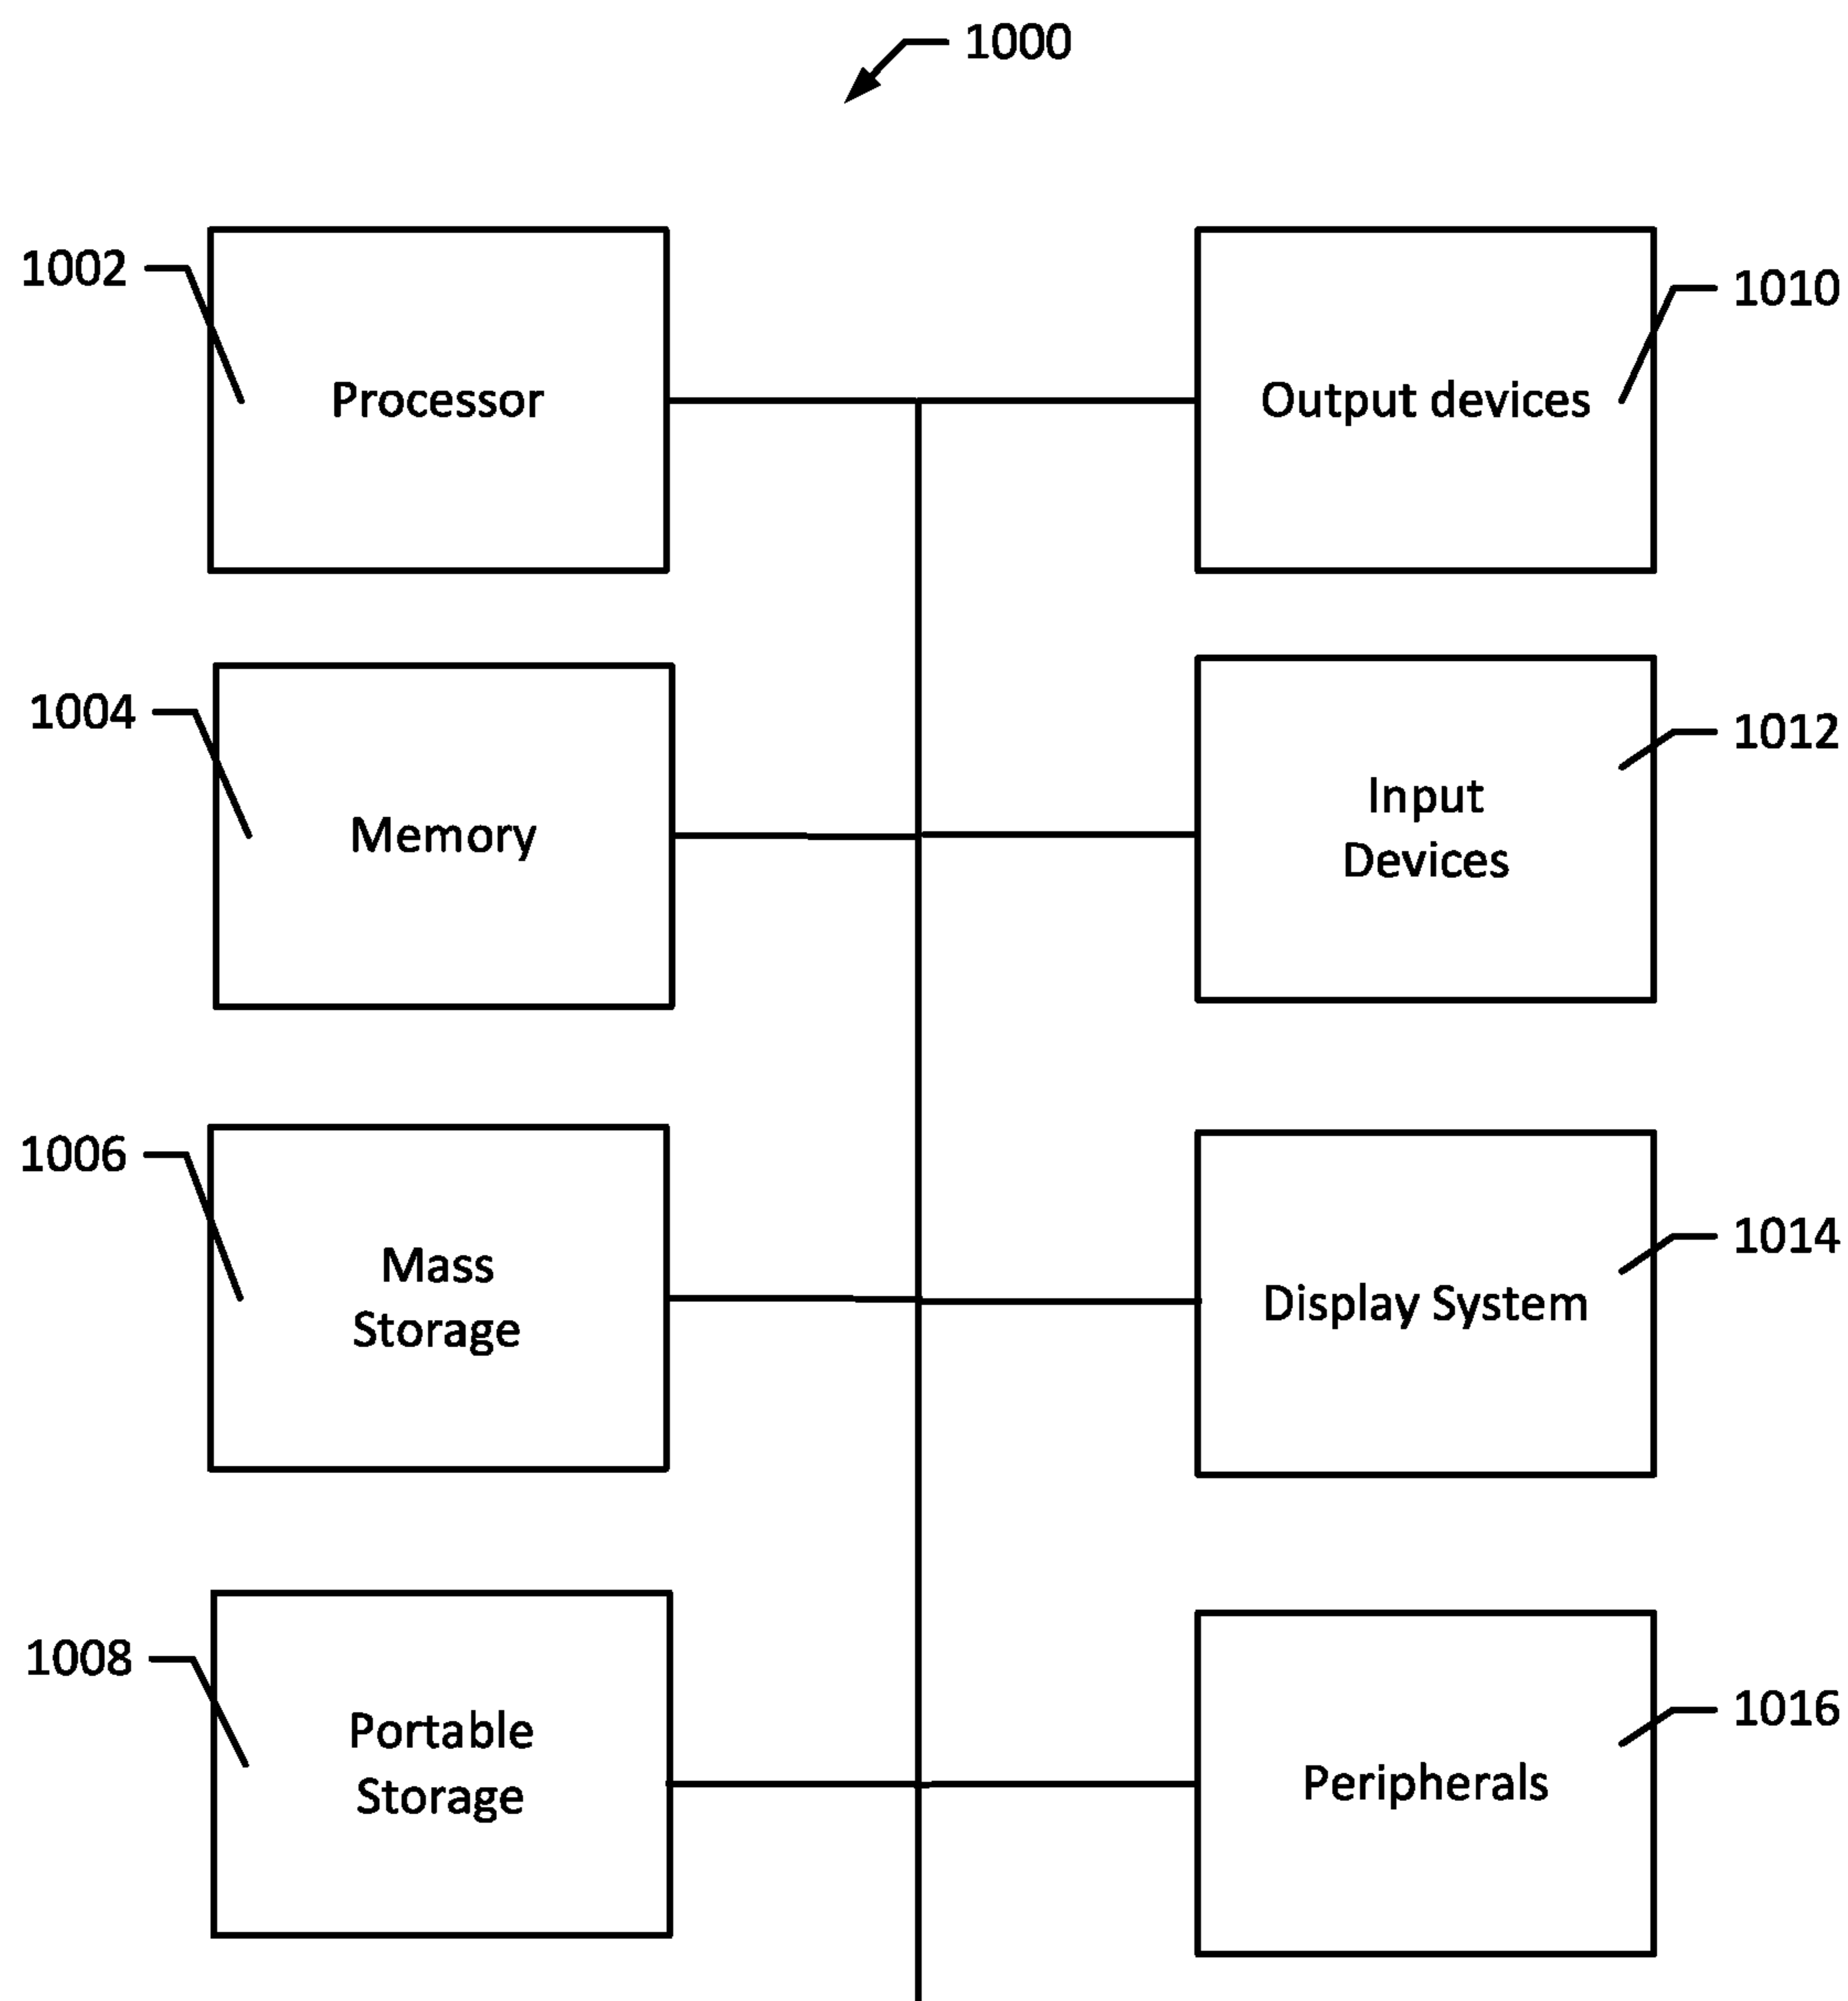 1000
1002
Processor
Output devices
1010
1004
Memory
Input
Devices
1012
1006
Mass
Storage
Display System
1014
1008
Portable
Storage
Peripherals
1016